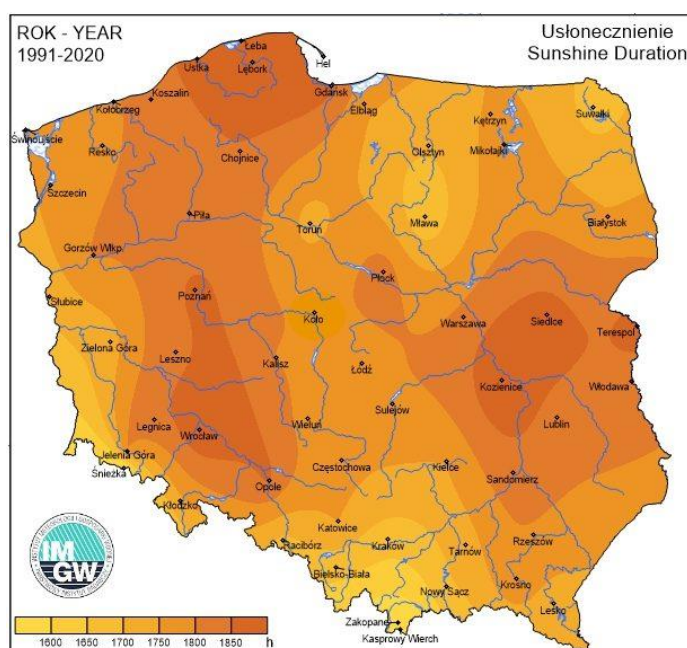 ROK - YEAR
1991-2020
Usłonecznienie
Sunshine Duration
Łeba
Ustka
Lębork
Hel
Gdańsk
Koszalin
Kołobrzeg
Elbląg
Kętrzyn
Suwałki
Świnoujście
Resko
Chojnice
Olsztyn
Mikołajki
Szczecin
Piła
Toruń
Mława
Białystok
Gorzów Wlkp.
Płock
Słubice
Poznań
Koło
Warszawa
Siedlce
Terespol
Zielona Góra
Leszno
Kalisz
Łódź
Kozienice
Włodawa
Sulejów
Legnica
Wrocław
Wieluń
Lublin
Jelenia Góra
Śnieżka
Częstochowa
Kielce
Sandomierz
Opole
Kłodzko
Katowice
Racibórz
Kraków
Tarnów
Rzeszów
Bielsko-Biała
Nowy Sącz
Krosno
Lesko
Zakopane
Kasprowy Wierch
IM
GW
1600 1650 1700 1750 1800 1850 h